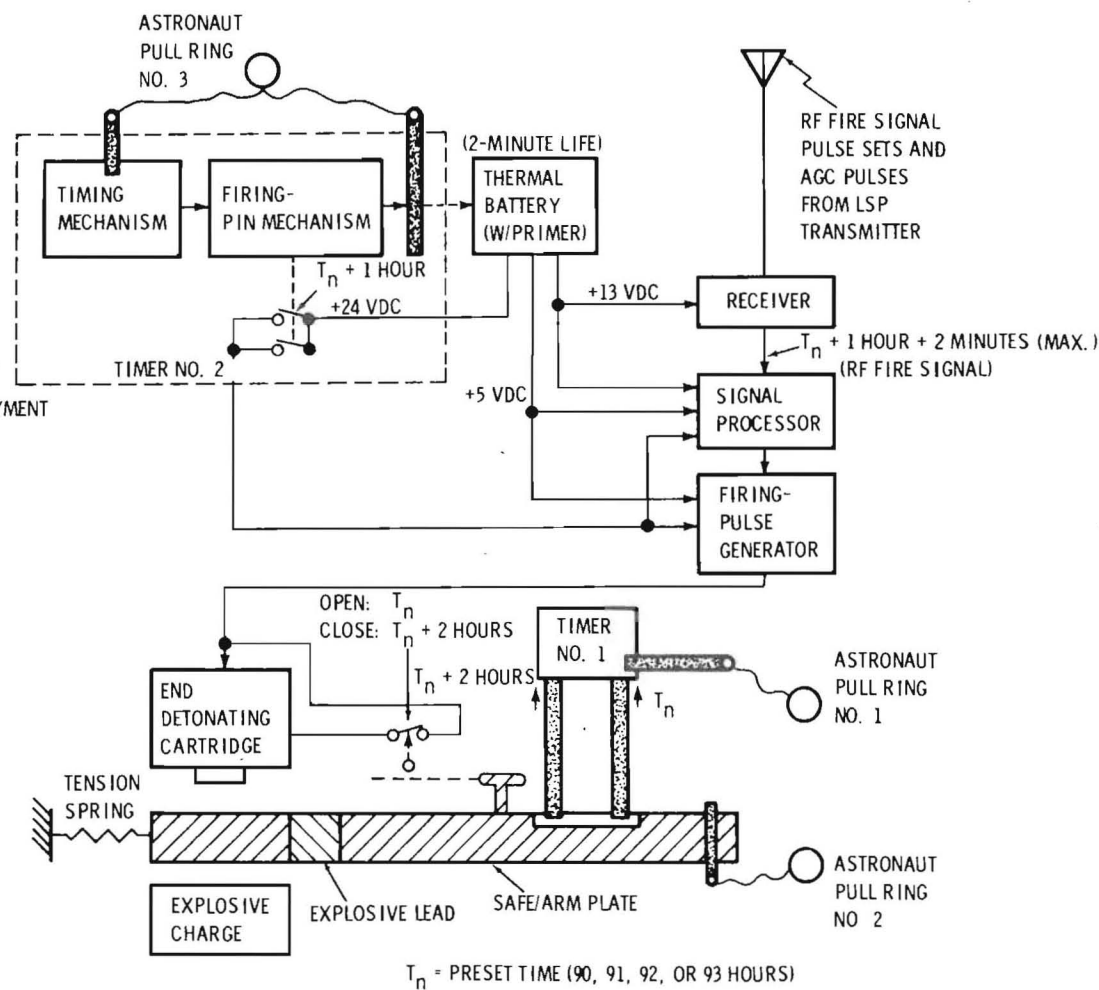 ASTRONAUT
PULL RING
NO. 3
TIMING
MECHANISM
FIRING-
PIN MECHANISM
(2-MINUTE LIFE)
THERMAL
BATTERY
(W/PRIMER)
RF FIRE SIGNAL
PULSE SETS AND
AGC PULSES
FROM LSP
TRANSMITTER
Tn + 1 HOUR
+24 VDC
TIMER NO. 2
+13 VDC
RECEIVER
Tn + 1 HOUR + 2 MINUTES (MAX.)
(RF FIRE SIGNAL)
YMENT
+5 VDC
SIGNAL
PROCESSOR
FIRING-
PULSE
GENERATOR
OPEN: Tn
CLOSE: Tn + 2 HOURS
Tn + 2 HOURS
TIMER
NO. 1
Tn
ASTRONAUT
PULL RING
NO. 1
END
DETONATING
CARTRIDGE
TENSION
SPRING
EXPLOSIVE
CHARGE
EXPLOSIVE LEAD
SAFE/ARM PLATE
ASTRONAUT
PULL RING
NO 2
Tn = PRESET TIME (90, 91, 92, OR 93 HOURS)